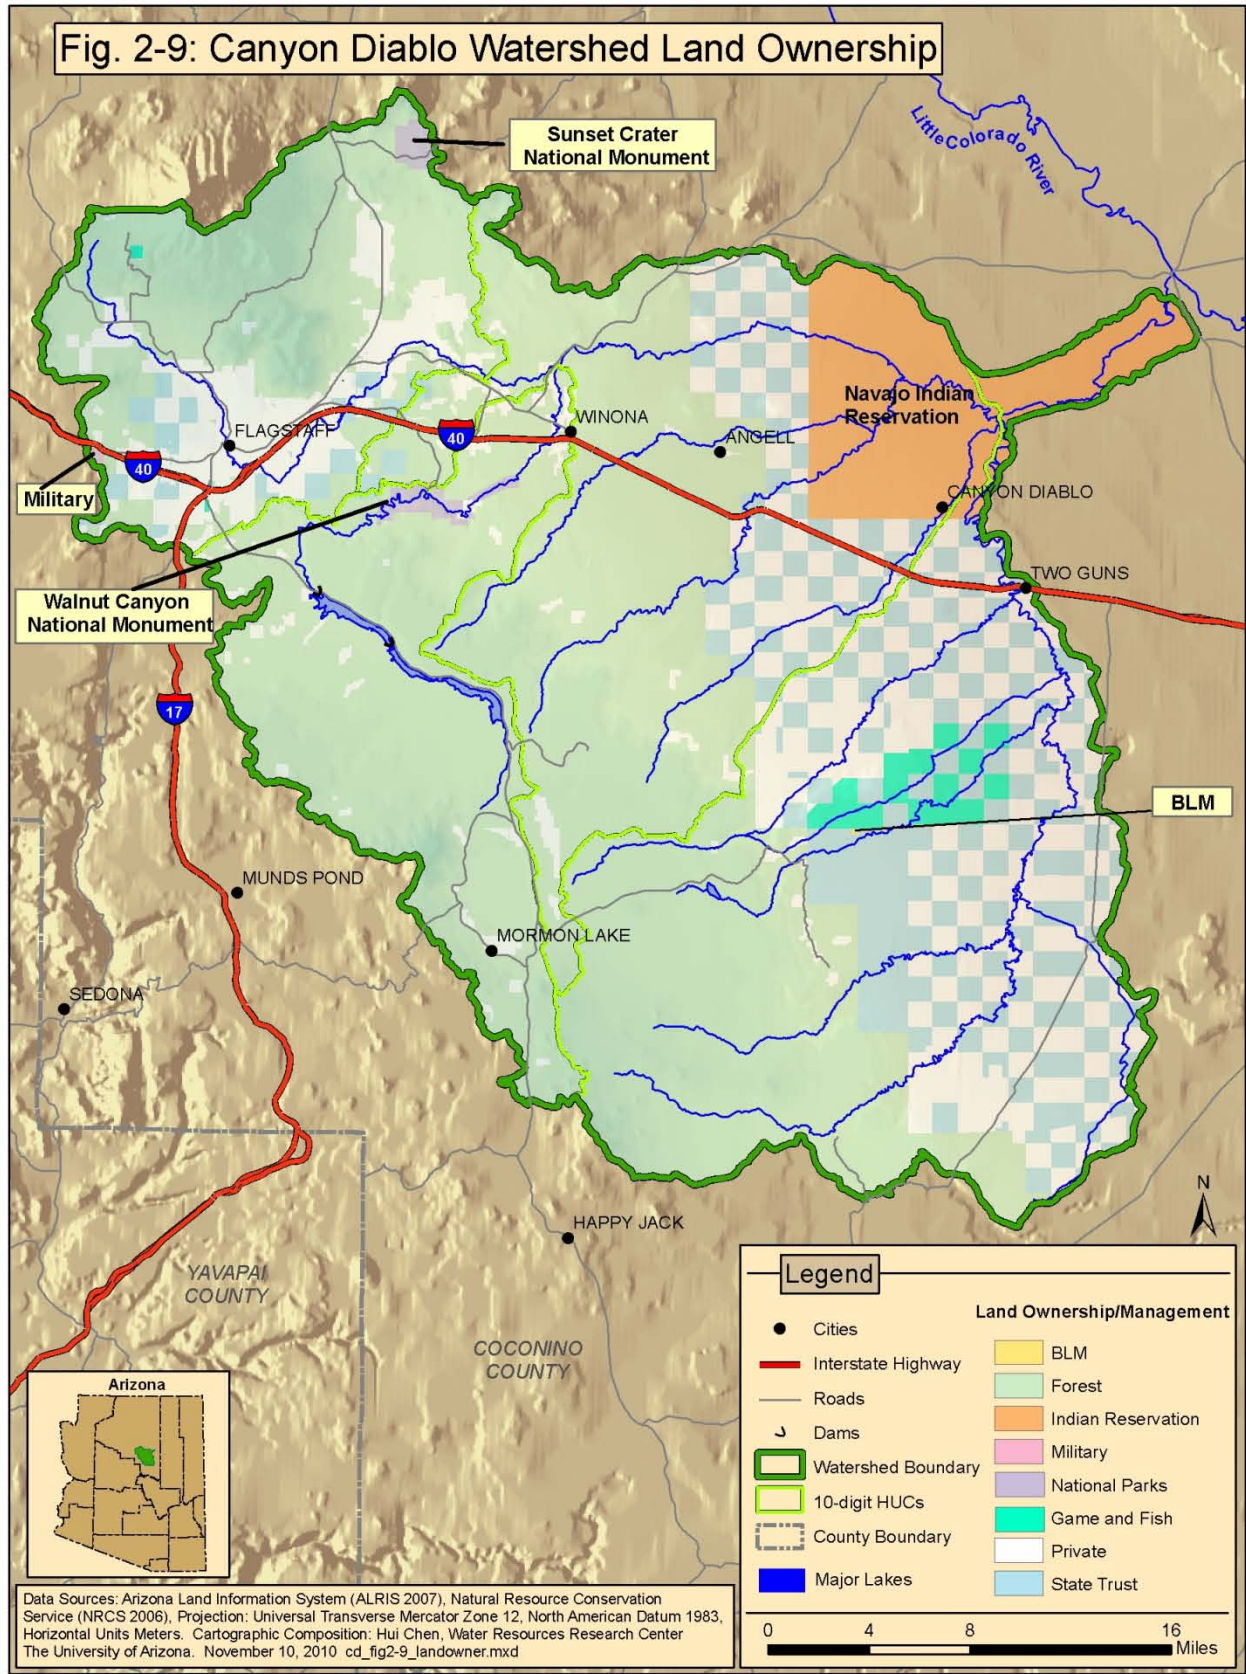 Fig. 2-9: Canyon Diablo Watershed Land Ownership
Sunset Crater
National Monument
LittleColorado River
Navajo Indian
Reservation
WINONA
ANGELL
FLAGSTAFF
40
40
Military
CANYON DIABLO
TWO GUNS
Walnut Canyon
National Monument
17
BLM
MUNDS POND
MORMON LAKE
SEDONA
N
HAPPY JACK
YAVAPAI
COUNTY
COCONINO
COUNTY
Arizona
Legend
Cities
Interstate Highway
Roads
Dams
Watershed Boundary
10-digit HUCs
County Boundary
Major Lakes
Land Ownership/Management
BLM
Forest
Indian Reservation
Military
National Parks
Game and Fish
Private
State Trust
0 4 8 16
Miles
Data Sources: Arizona Land Information System (ALRIS 2007), Natural Resource Conservation
Service (NRCS 2006), Projection: Universal Transverse Mercator Zone 12, North American Datum 1983,
Horizontal Units Meters. Cartographic Composition: Hui Chen, Water Resources Research Center
The University of Arizona. November 10, 2010 cd_fig2-9_landowner.mxd